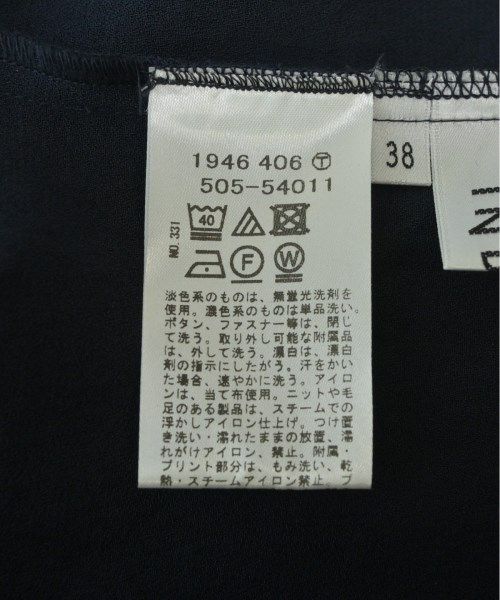 1946 406 Ⓣ
505-54011
38
40
NO.331
F
W
淡色系のものは、無蛍光洗剤を
使用。濃色系のものは単品洗い。
ボタン、ファスナー等は、閉じ
て洗う。取り外し可能な附属品
は、外して洗う。漂白は、漂白
剤の指示にしたがう。汗をかい
た場合、速やかに洗う。アイロ
ンは、当て布使用。ニットや毛
足のある製品は、スチームでの
浮かしアイロン仕上げ。つけ置
き洗い・濡れたままの放置、濡
れがけアイロン、禁止。附属・
プリント部分は、もみ洗い、乾
熱・スチームアイロン禁止。プ